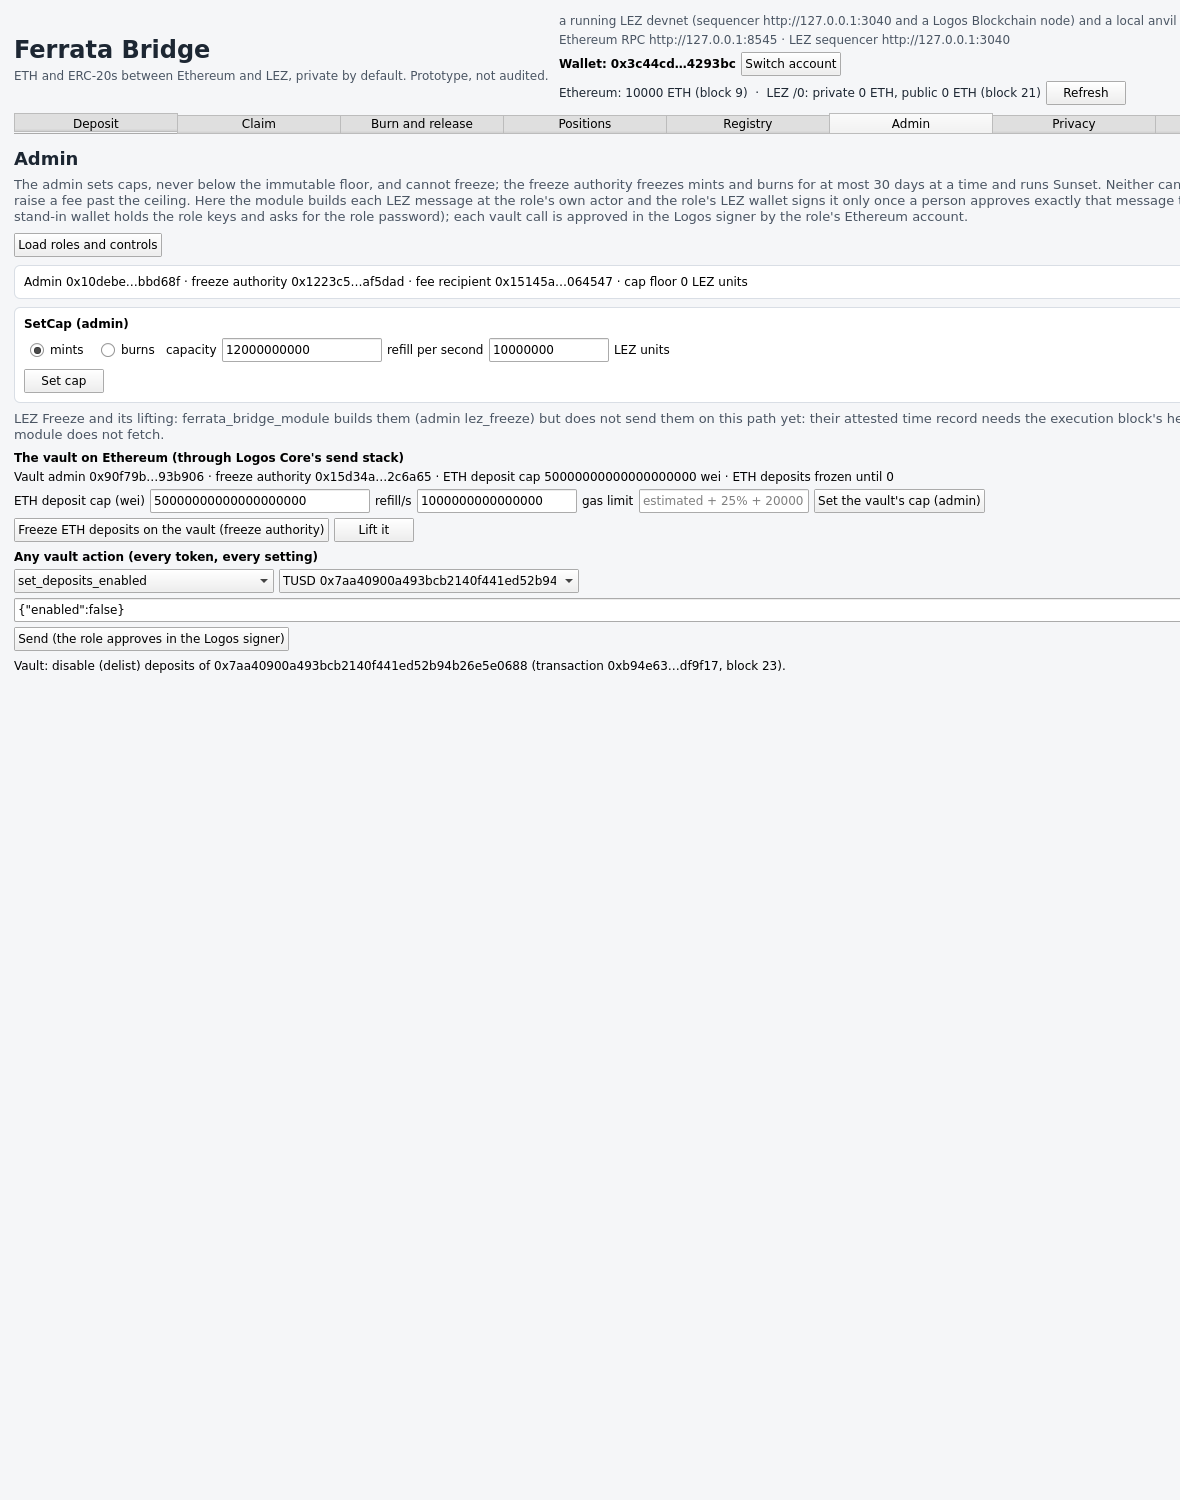 a running LEZ devnet (sequencer http://127.0.0.1:3040 and a Logos Blockchain node) and a local anvil
Ferrata Bridge
Ethereum RPC http://127.0.0.1:8545 · LEZ sequencer http://127.0.0.1:3040
Wallet: 0x3c44cd…4293bc Switch account
ETH and ERC-20s between Ethereum and LEZ, private by default. Prototype, not audited.
Ethereum: 10000 ETH (block 9) · LEZ /0: private 0 ETH, public 0 ETH (block 21) Refresh
Deposit Claim Burn and release Positions Registry Admin Privacy
Admin
The admin sets caps, never below the immutable floor, and cannot freeze; the freeze authority freezes mints and burns for at most 30 days at a time and runs Sunset. Neither can
raise a fee past the ceiling. Here the module builds each LEZ message at the role's own actor and the role's LEZ wallet signs it only once a person approves exactly that message
stand-in wallet holds the role keys and asks for the role password); each vault call is approved in the Logos signer by the role's Ethereum account.
Load roles and controls
Admin 0x10debe…bbd68f · freeze authority 0x1223c5…af5dad · fee recipient 0x15145a…064547 · cap floor 0 LEZ units
SetCap (admin)
mints burns capacity 12000000000 refill per second 10000000 LEZ units
Set cap
LEZ Freeze and its lifting: ferrata_bridge_module builds them (admin lez_freeze) but does not send them on this path yet: their attested time record needs the execution block's he
module does not fetch.
The vault on Ethereum (through Logos Core's send stack)
Vault admin 0x90f79b…93b906 · freeze authority 0x15d34a…2c6a65 · ETH deposit cap 50000000000000000000 wei · ETH deposits frozen until 0
ETH deposit cap (wei) 50000000000000000000 refill/s 1000000000000000 gas limit estimated + 25% + 20000 Set the vault's cap (admin)
Freeze ETH deposits on the vault (freeze authority) Lift it
Any vault action (every token, every setting)
set_deposits_enabled TUSD 0x7aa40900a493bcb2140f441ed52b94
{"enabled":false}
Send (the role approves in the Logos signer)
Vault: disable (delist) deposits of 0x7aa40900a493bcb2140f441ed52b94b26e5e0688 (transaction 0xb94e63…df9f17, block 23).